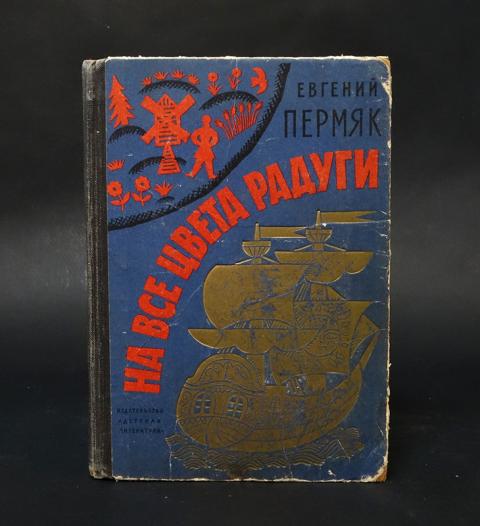 ЕВГЕНИЙ
ПЕРМЯК
НА ВСЕ ЦВЕТА РАДУГИ
ИЗДАТЕЛЬСТВО
«ДЕТСКАЯ
ЛИТЕРАТУРА»